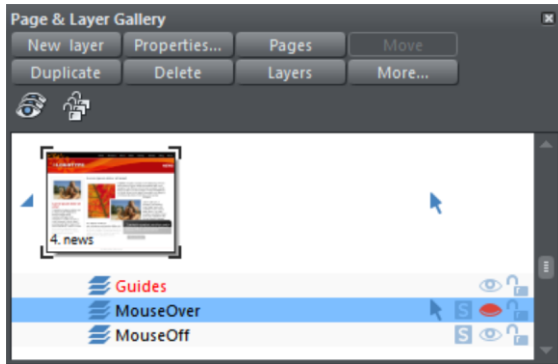 Page & Layer Gallery
New layer Properties... Pages Move
Duplicate Delete Layers More...
4. news
Guides
MouseOver S
MouseOff S